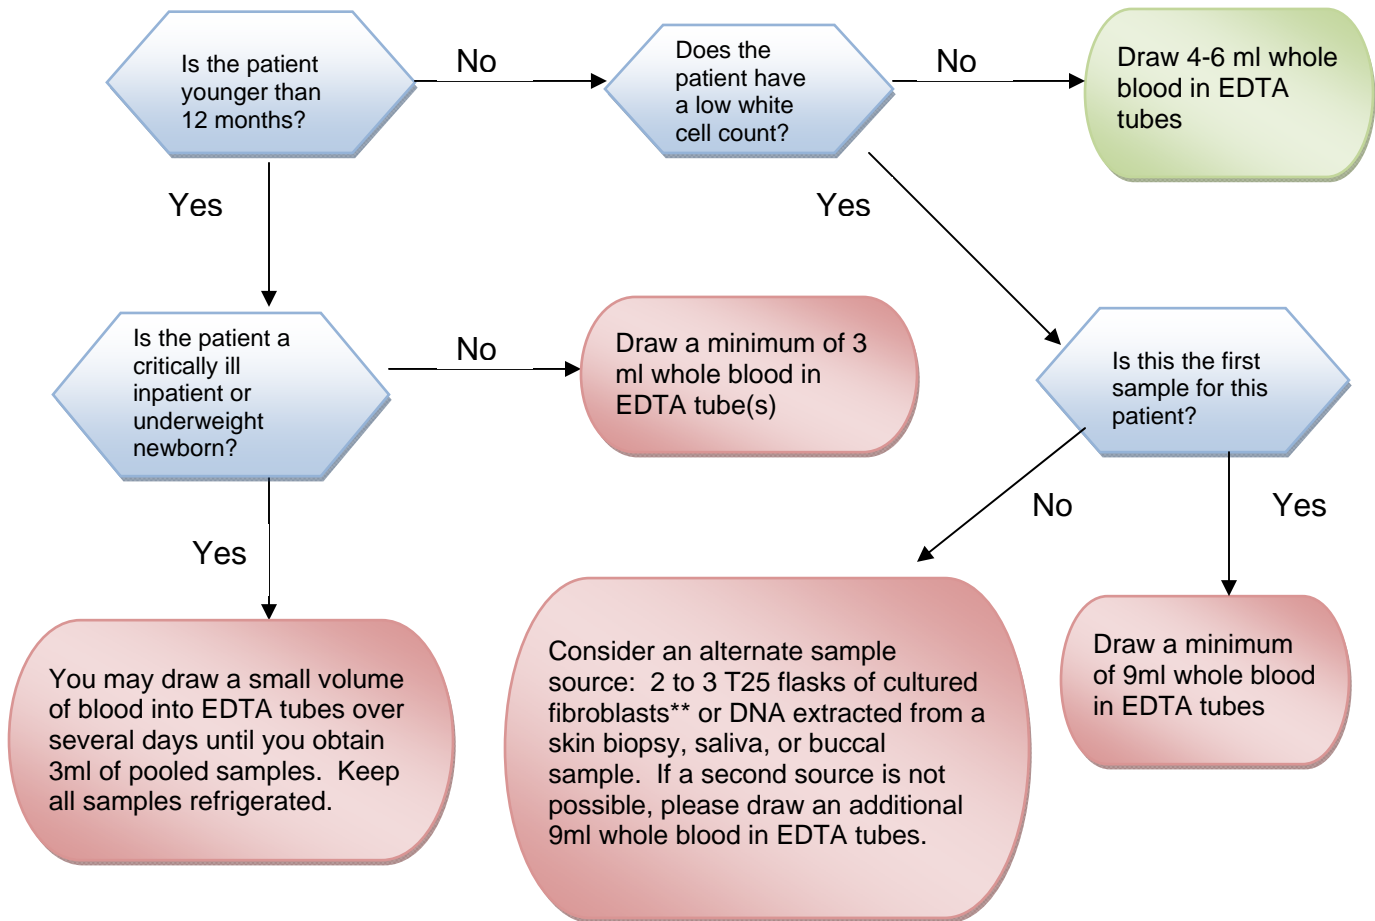 Is the patient
younger than
12 months?
No
Does the
patient have
a low white
cell count?
No
Draw 4-6 ml whole
blood in EDTA
tubes
Yes
Yes
Is the patient a
critically ill
inpatient or
underweight
newborn?
No
Draw a minimum of 3
ml whole blood in
EDTA tube(s)
Is this the first
sample for this
patient?
No
Yes
Yes
You may draw a small volume
of blood into EDTA tubes over
several days until you obtain
3ml of pooled samples. Keep
all samples refrigerated.
Consider an alternate sample
source: 2 to 3 T25 flasks of cultured
fibroblasts** or DNA extracted from a
skin biopsy, saliva, or buccal
sample. If a second source is not
possible, please draw an additional
9ml whole blood in EDTA tubes.
Draw a minimum
of 9ml whole blood
in EDTA tubes